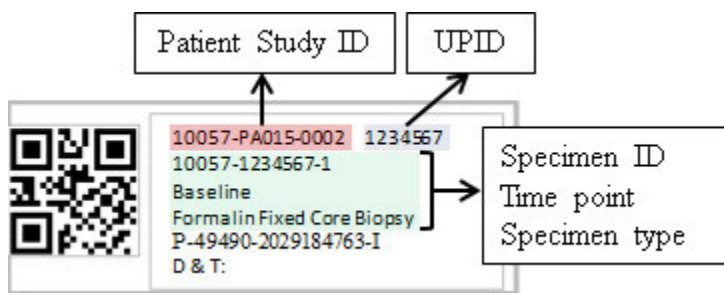 Patient Study ID UPID
10057-PA015-0002 1234567
10057-1234567-1
Baseline
Formalin Fixed Core Biopsy
P-49490-2029184763-I
D & T:
Specimen ID
Time point
Specimen type